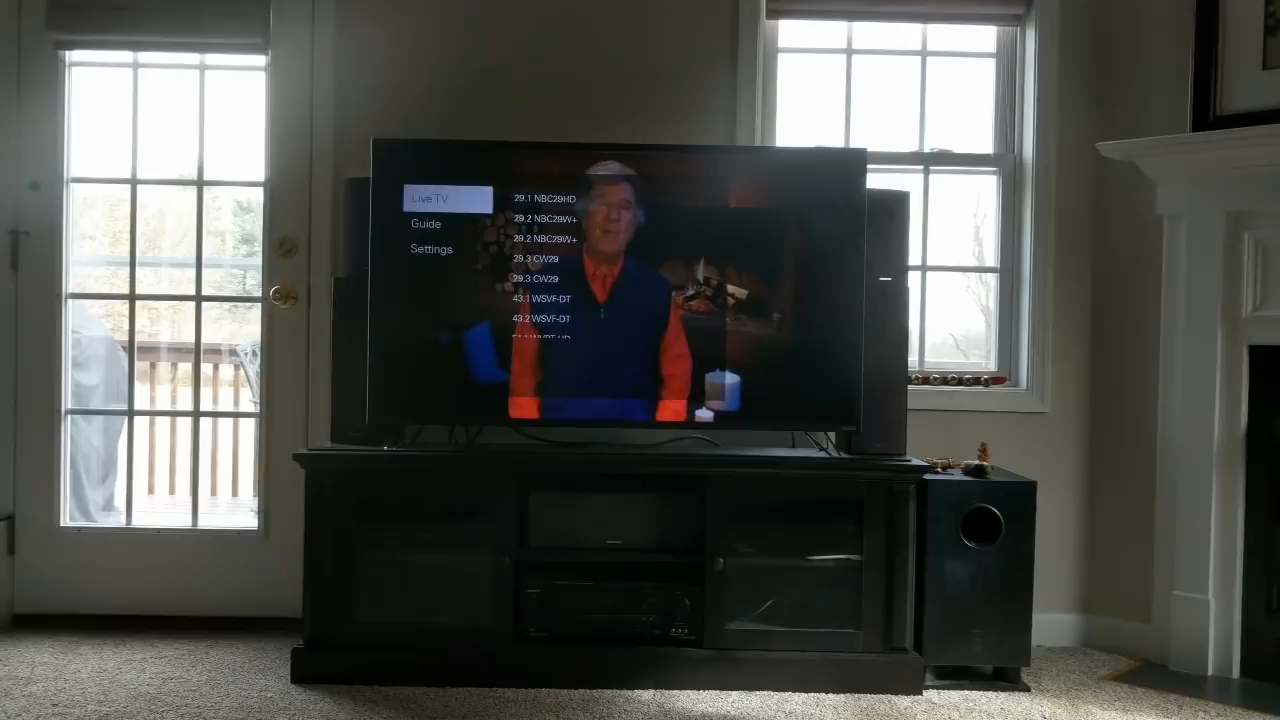 Live TV
Guide
Settings
29.1 NBC29HD
29.2 NBC29W+
29.2 NBC29W+
29.3 CW29
29.3 CW29
43.1 WSVF-DT
43.2 WSVF-DT